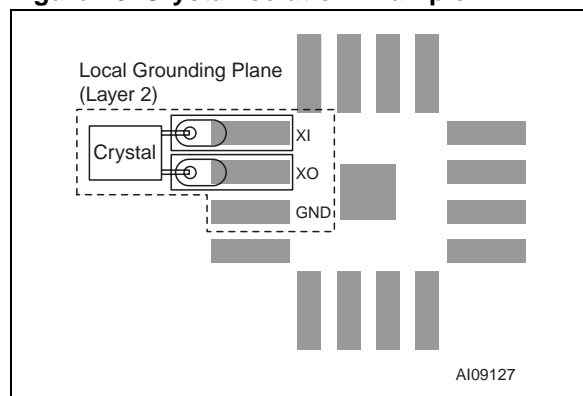 Local Grounding Plane
(Layer 2)
XI
Crystal
XO
GND
AI09127